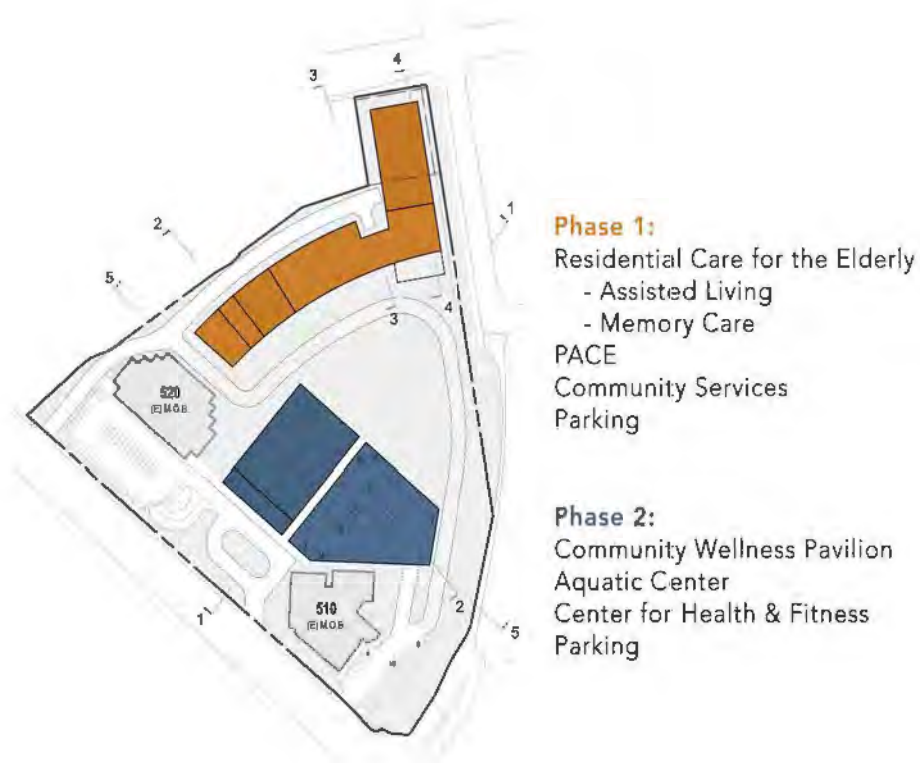 3
4
2
1
5
3
4
520
(E) M.O.B
2
1
510
(E) M.O.B
5
Phase 1:
Residential Care for the Elderly
- Assisted Living
- Memory Care
PACE
Community Services
Parking
Phase 2:
Community Wellness Pavilion
Aquatic Center
Center for Health & Fitness
Parking